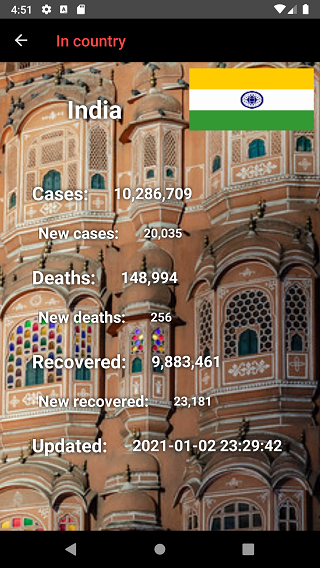 4:51
In country
India
Cases: 10,286,709
New cases: 20,035
Deaths: 148,994
New deaths: 256
Recovered: 9,883,461
New recovered: 23,181
Updated: 2021-01-02 23:29:42